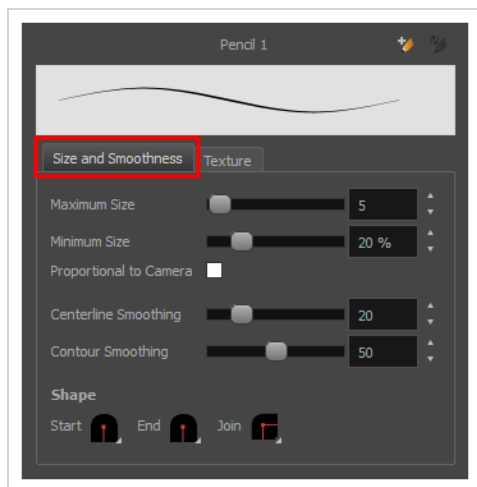 Pencil 1
Size and Smoothness Texture
Maximum Size 5
Minimum Size 20 %
Proportional to Camera
Centerline Smoothing 20
Contour Smoothing 50
Shape
Start End Join